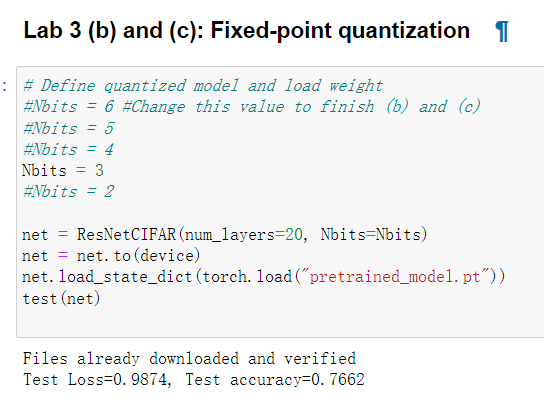 Lab 3 (b) and (c): Fixed-point quantization ¶
: # Define quantized model and load weight
#Nbits = 6 #Change this value to finish (b) and (c)
#Nbits = 5
#Nbits = 4
Nbits = 3
#Nbits = 2
net = ResNetCIFAR(num_layers=20, Nbits=Nbits)
net = net.to(device)
net.load_state_dict(torch.load("pretrained_model.pt"))
test(net)
Files already downloaded and verified
Test Loss=0.9874, Test accuracy=0.7662